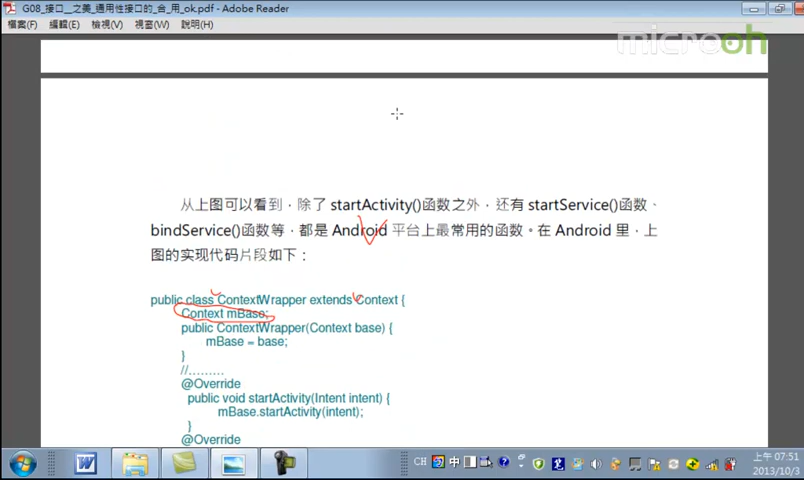 G08_接口__之美_通用性接口的_合_用_ok.pdf - Adobe Reader
檔案(F) 編輯(E) 檢視(V) 視窗(W) 說明(H)
microoh
从上图可以看到，除了 startActivity()函数之外，还有 startService()函数、
bindService()函数等，都是 Android 平台上最常用的函数。在 Android 里，上
图的实现代码片段如下：
public class ContextWrapper extends Context {
Context mBase;
public ContextWrapper(Context base) {
mBase = base;
}
//.........
@Override
public void startActivity(Intent intent) {
mBase.startActivity(intent);
}
@Override
CH 中
上午 07:51
2013/10/3